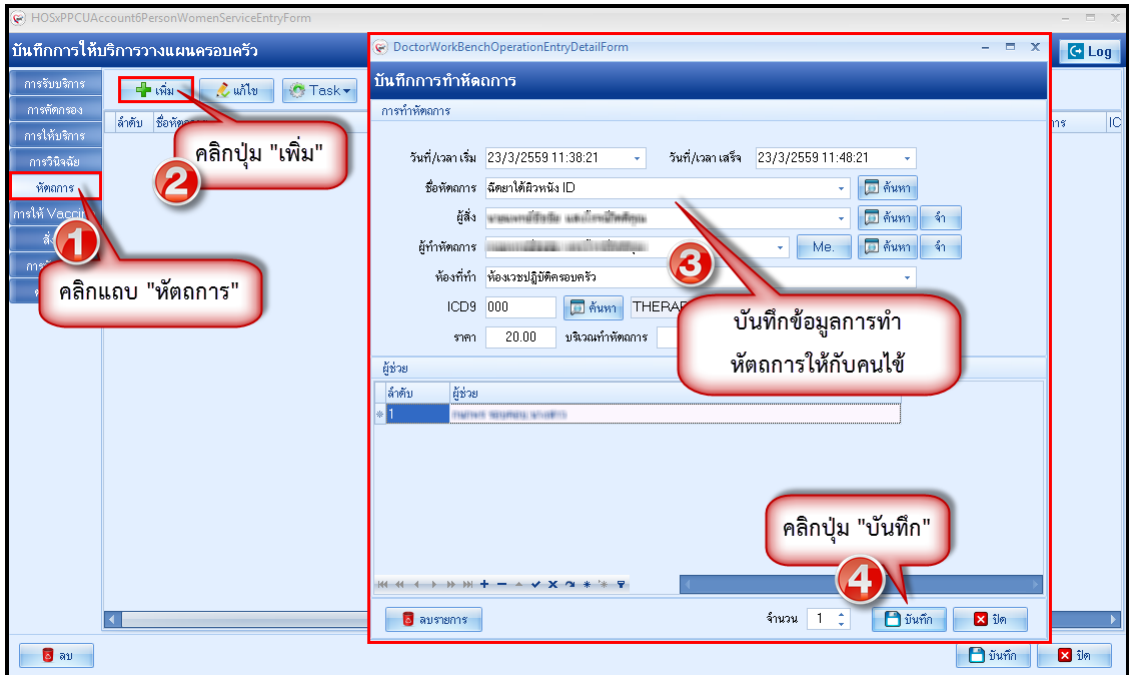 HOSxPPCUAccount6PersonWomenServiceEntryForm
บันทึกการให้บริการวางแผนครอบครัว
Log
การรับบริการ
การคัดกรอง
การให้บริการ
การวินิจฉัย
หัตถการ
การให้ Vaccin
เพิ่ม
แก้ไข
Task
ลำดับ
คลิกปุ่ม "เพิ่ม"
2
1
คลิกแถบ "หัตถการ"
DoctorWorkBenchOperationEntryDetailForm
บันทึกการทำหัตถการ
การทำหัตถการ
วันที่/เวลา เริ่ม 23/3/2559 11:38:21 วันที่/เวลา เสร็จ 23/3/2559 11:48:21
ชื่อหัตถการ ฉีดยาใต้ผิวหนัง ID ค้นหา
ผู้สั่ง ค้นหา จำ
ผู้ทำหัตถการ Me. ค้นหา จำ
ห้องที่ทำ ห้องเวชปฏิบัติครอบครัว
ICD9 000 ค้นหา
ราคา 20.00 บริเวณทำหัตถการ
3
บันทึกข้อมูลการทำ
หัตถการให้กับคนไข้
ผู้ช่วย
ลำดับ ผู้ช่วย
1
คลิกปุ่ม "บันทึก"
4
ลบรายการ
จำนวน 1 บันทึก ปิด
ลบ
บันทึก ปิด